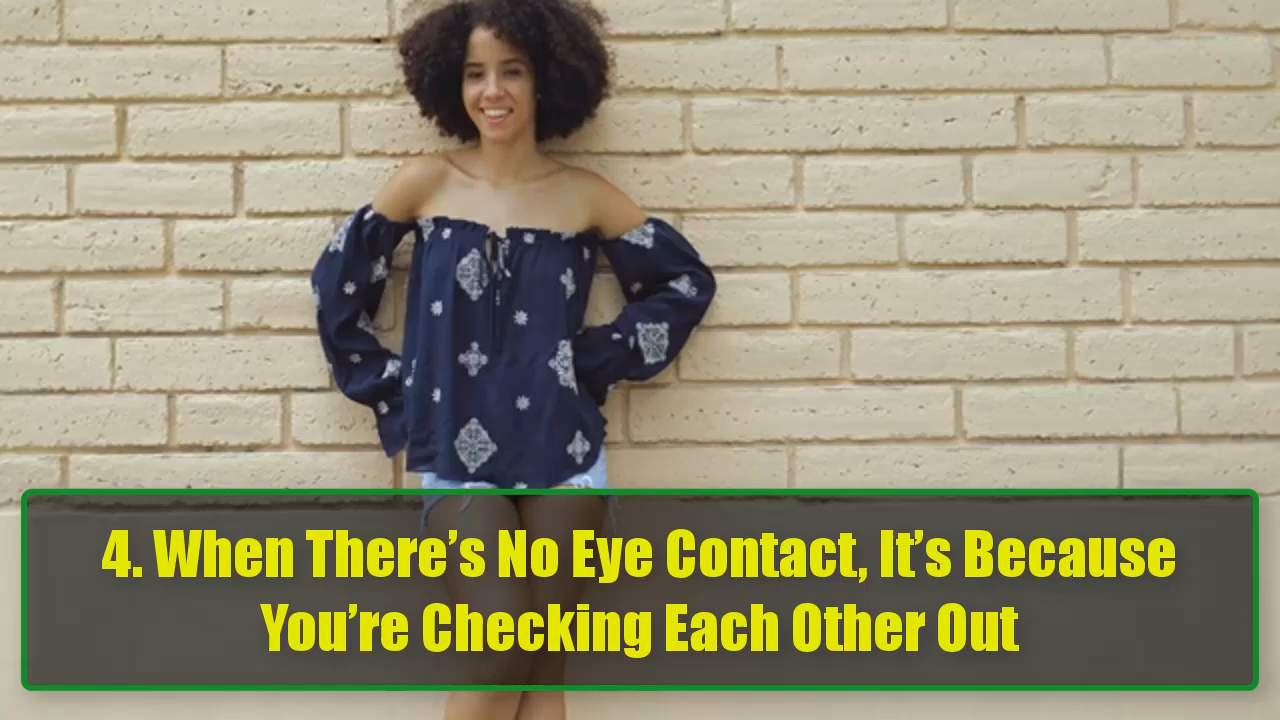 4. When There’s No Eye Contact, It’s Because
You’re Checking Each Other Out